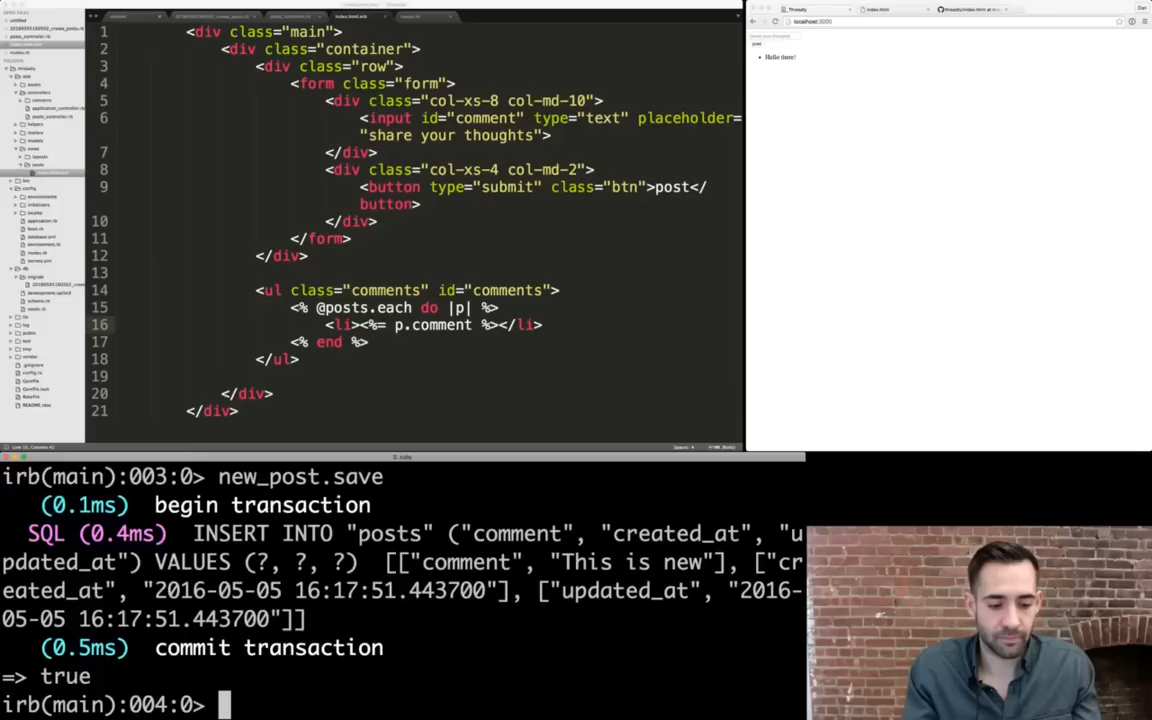 1 <div class="main">
2 <div class="container">
3 <div class="row">
4 <form class="form">
5 <div class="col-xs-8 col-md-10">
6 <input id="comment" type="text" placeholder=
"share your thoughts">
7 </div>
8 <div class="col-xs-4 col-md-2">
9 <button type="submit" class="btn">post</
button>
10 </div>
11 </form>
12 </div>
13
14 <ul class="comments" id="comments">
15 <% @posts.each do |p| %>
16 <li><%= p.comment %></li>
17 <% end %>
18 </ul>
19
20 </div>
21 </div>
localhost:3000
post
Hello there!
irb(main):003:0> new_post.save
(0.1ms) begin transaction
SQL (0.4ms) INSERT INTO "posts" ("comment", "created_at", "u
pdated_at") VALUES (?, ?, ?) [["comment", "This is new"], ["cr
eated_at", "2016-05-05 16:17:51.443700"], ["updated_at", "2016-
05-05 16:17:51.443700"]]
(0.5ms) commit transaction
=> true
irb(main):004:0>